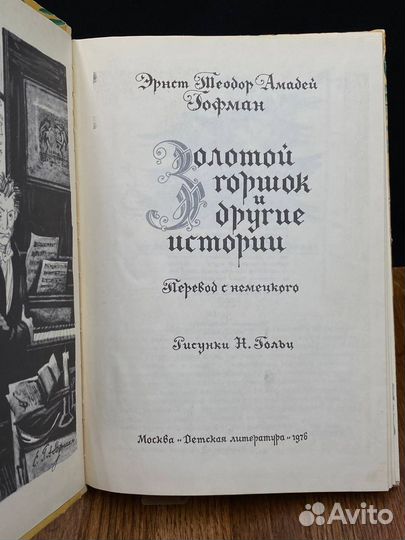 Эрнст Теодор Амадей
Гофман
Золотой
горшок
и
другие
истории
Перевод с немецкого
Рисунки Н. Гольц
Москва «Детская литература» 1976
Avito